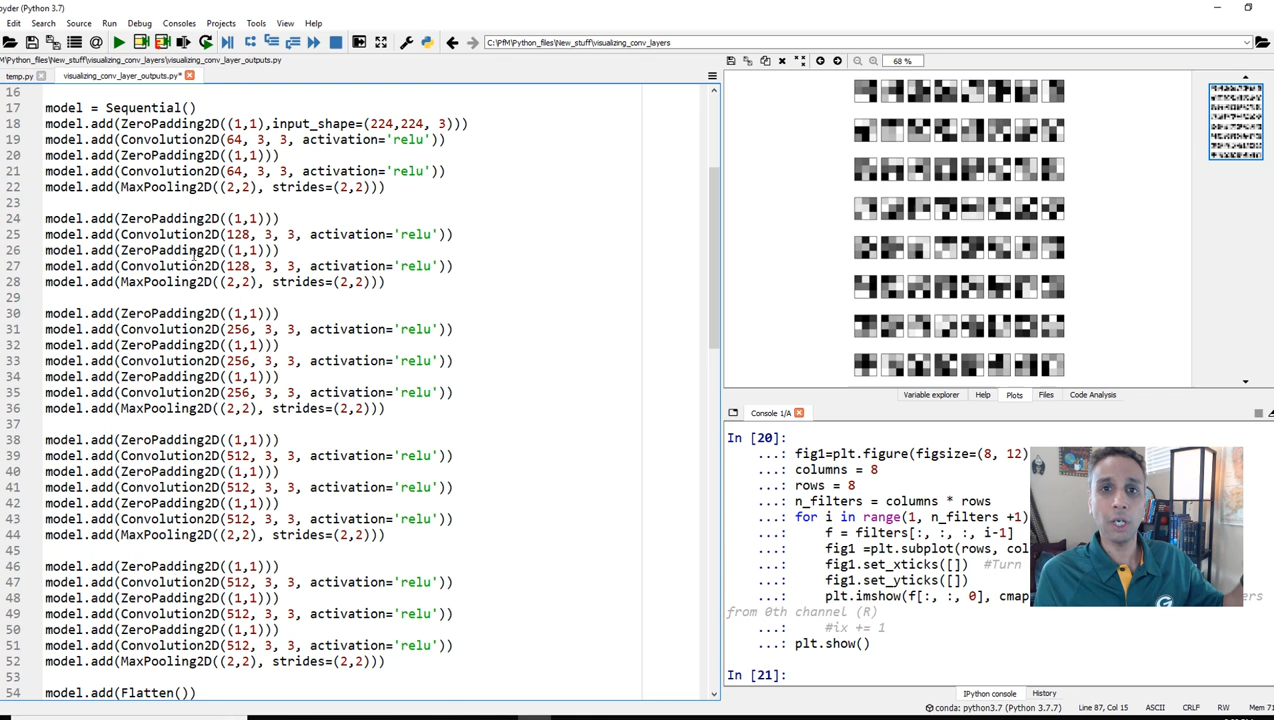 pyder (Python 3.7)
File Edit Search Source Run Debug Consoles Projects Tools View Help
C:\PfM\Python_files\New_stuff\visualizing_conv_layers
M\Python_files\New_stuff\visualizing_conv_layers\visualizing_conv_layer_outputs.py
temp.py visualizing_conv_layer_outputs.py*
68 %
16
17 model = Sequential()
18 model.add(ZeroPadding2D((1,1),input_shape=(224,224, 3)))
19 model.add(Convolution2D(64, 3, 3, activation='relu'))
20 model.add(ZeroPadding2D((1,1)))
21 model.add(Convolution2D(64, 3, 3, activation='relu'))
22 model.add(MaxPooling2D((2,2), strides=(2,2)))
23
24 model.add(ZeroPadding2D((1,1)))
25 model.add(Convolution2D(128, 3, 3, activation='relu'))
26 model.add(ZeroPadding2D((1,1)))
27 model.add(Convolution2D(128, 3, 3, activation='relu'))
28 model.add(MaxPooling2D((2,2), strides=(2,2)))
29
30 model.add(ZeroPadding2D((1,1)))
31 model.add(Convolution2D(256, 3, 3, activation='relu'))
32 model.add(ZeroPadding2D((1,1)))
33 model.add(Convolution2D(256, 3, 3, activation='relu'))
34 model.add(ZeroPadding2D((1,1)))
35 model.add(Convolution2D(256, 3, 3, activation='relu'))
36 model.add(MaxPooling2D((2,2), strides=(2,2)))
37
38 model.add(ZeroPadding2D((1,1)))
39 model.add(Convolution2D(512, 3, 3, activation='relu'))
40 model.add(ZeroPadding2D((1,1)))
41 model.add(Convolution2D(512, 3, 3, activation='relu'))
42 model.add(ZeroPadding2D((1,1)))
43 model.add(Convolution2D(512, 3, 3, activation='relu'))
44 model.add(MaxPooling2D((2,2), strides=(2,2)))
45
46 model.add(ZeroPadding2D((1,1)))
47 model.add(Convolution2D(512, 3, 3, activation='relu'))
48 model.add(ZeroPadding2D((1,1)))
49 model.add(Convolution2D(512, 3, 3, activation='relu'))
50 model.add(ZeroPadding2D((1,1)))
51 model.add(Convolution2D(512, 3, 3, activation='relu'))
52 model.add(MaxPooling2D((2,2), strides=(2,2)))
53
54 model.add(Flatten())
Variable explorer Help Plots Files Code Analysis
Console 1/A
In [20]:
...: fig1=plt.figure(figsize=(8, 12)
...: columns = 8
...: rows = 8
...: n_filters = columns * rows
...: for i in range(1, n_filters +1)
...: f = filters[:, :, :, i-1]
...: fig1 =plt.subplot(rows, col
...: fig1.set_xticks([]) #Turn
...: fig1.set_yticks([])
...: plt.imshow(f[:, :, 0], cmap ers
from 0th channel (R)
...: #ix += 1
...: plt.show()
In [21]:
IPython console History
conda: python3.7 (Python 3.7.7) Line 87, Col 15 ASCII CRLF RW Mem 71